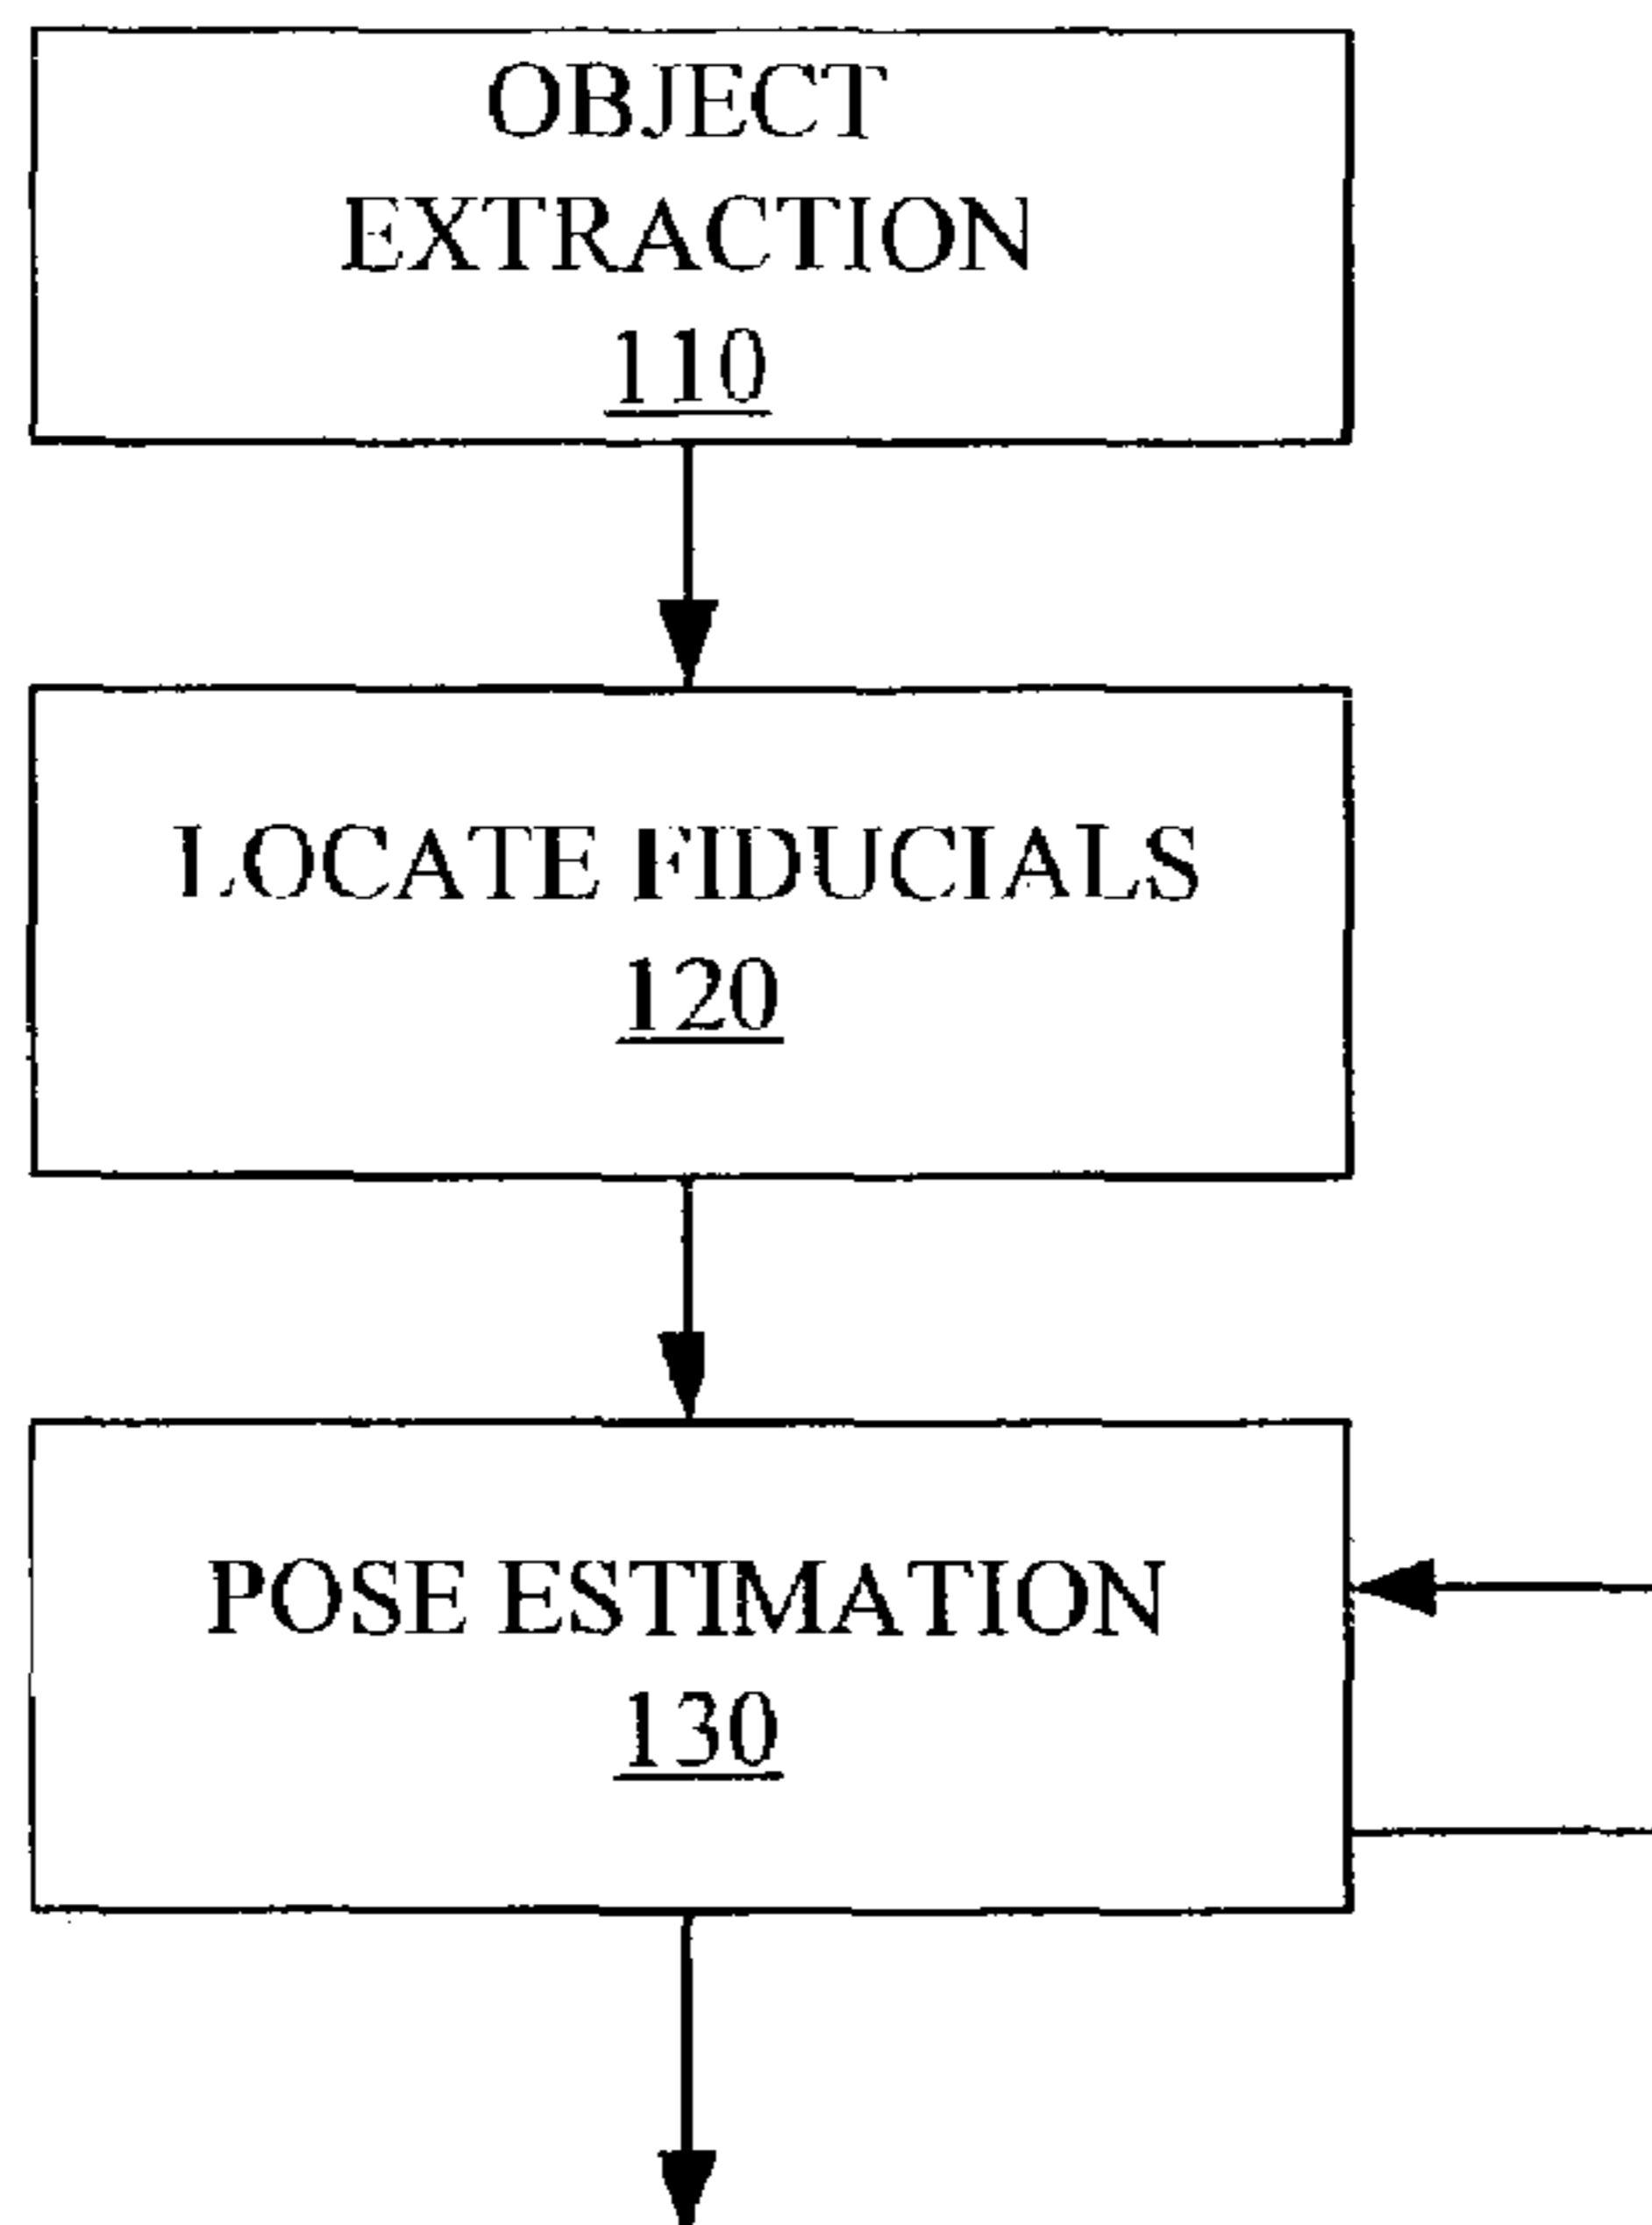 OBJECT
EXTRACTION
110
LOCATE FIDUCIALS
120
POSE ESTIMATION
130